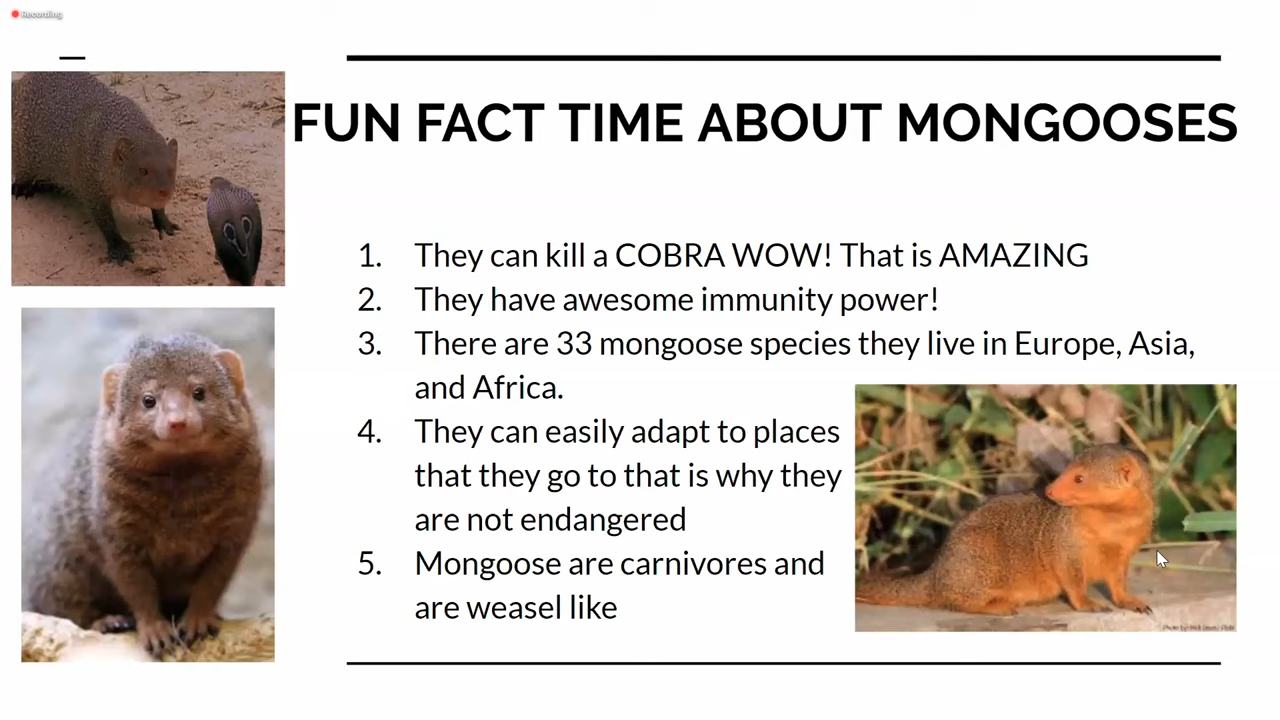 Recording
FUN FACT TIME ABOUT MONGOOSES
1. They can kill a COBRA WOW! That is AMAZING
2. They have awesome immunity power!
3. There are 33 mongoose species they live in Europe, Asia,
and Africa.
4. They can easily adapt to places
that they go to that is why they
are not endangered
5. Mongoose are carnivores and
are weasel like